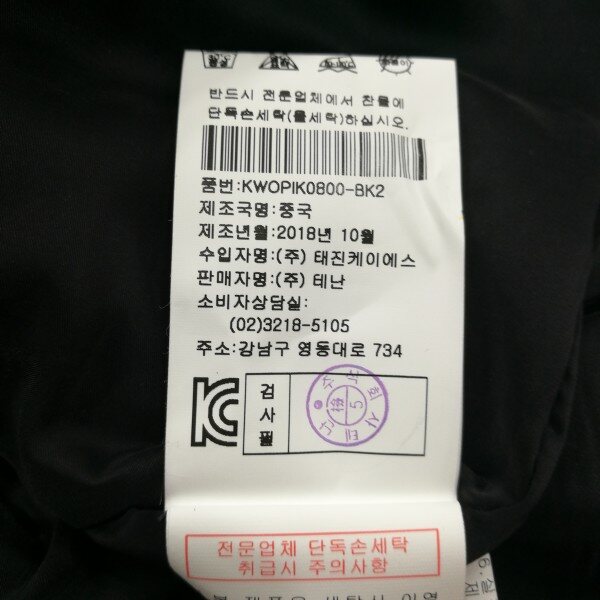 반드시 전문업체에서 찬물에
단독손세탁(물세탁)하십시오.
품번:KWOPIK0800-BK2
제조국명:중국
제조년월:2018년 10월
수입자명:(주) 태진케이에스
판매자명:(주) 테난
소비자상담실:
(02)3218-5105
주소:강남구 영동대로 734
검사필
檢 5
전문업체 단독손세탁
취급시 주의사항
6.